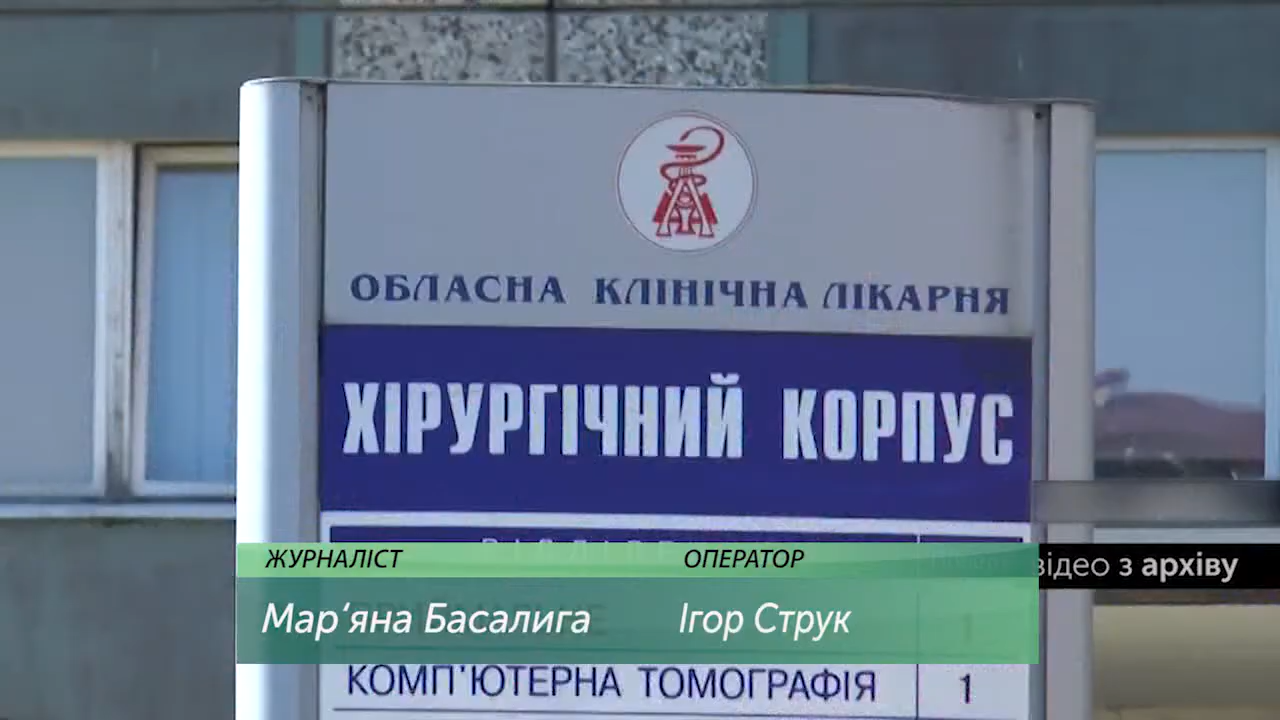 ОБЛАСНА КЛІНІЧНА ЛІКАРНЯ
ХІРУРГІЧНИЙ КОРПУС
ЖУРНАЛІСТ ОПЕРАТОР
відео з архіву
Мар‘яна Басалига Ігор Струк
КОМП'ЮТЕРНА ТОМОГРАФІЯ 1